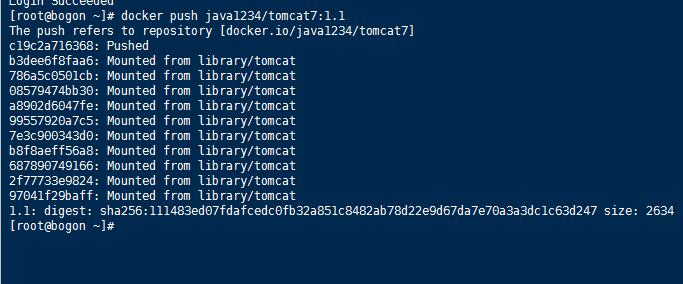 Login Succeeded
[root@bogon ~]# docker push java1234/tomcat7:1.1
The push refers to repository [docker.io/java1234/tomcat7]
c19c2a716368: Pushed
b3dee6f8faa6: Mounted from library/tomcat
786a5c0501cb: Mounted from library/tomcat
08579474bb30: Mounted from library/tomcat
a8902d6047fe: Mounted from library/tomcat
99557920a7c5: Mounted from library/tomcat
7e3c900343d0: Mounted from library/tomcat
b8f8aeff56a8: Mounted from library/tomcat
687890749166: Mounted from library/tomcat
2f77733e9824: Mounted from library/tomcat
97041f29baff: Mounted from library/tomcat
1.1: digest: sha256:111483ed07fdafcedc0fb32a851c8482ab78d22e9d67da7e70a3a3dc1c63d247 size: 2634
[root@bogon ~]#